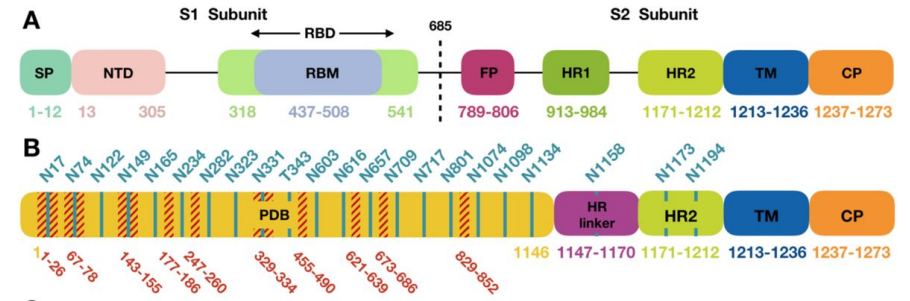 A
S1 Subunit
S2 Subunit
RBD
685
SP NTD RBM FP HR1 HR2 TM CP
1-12 13 305 318 437-508 541 789-806 913-984 1171-1212 1213-1236 1237-1273
B
N17 N74 N122 N149 N165 N234 N282 N323 N331 T343 N603 N616 N657 N709 N717 N801 N1074 N1098 N1134 N1158 N1173 N1194
PDB HR linker HR2 TM CP
1 1146 1147-1170 1171-1212 1213-1236 1237-1273
1-26 67-78 143-155 177-186 247-260 329-334 455-490 621-639 673-686 829-852